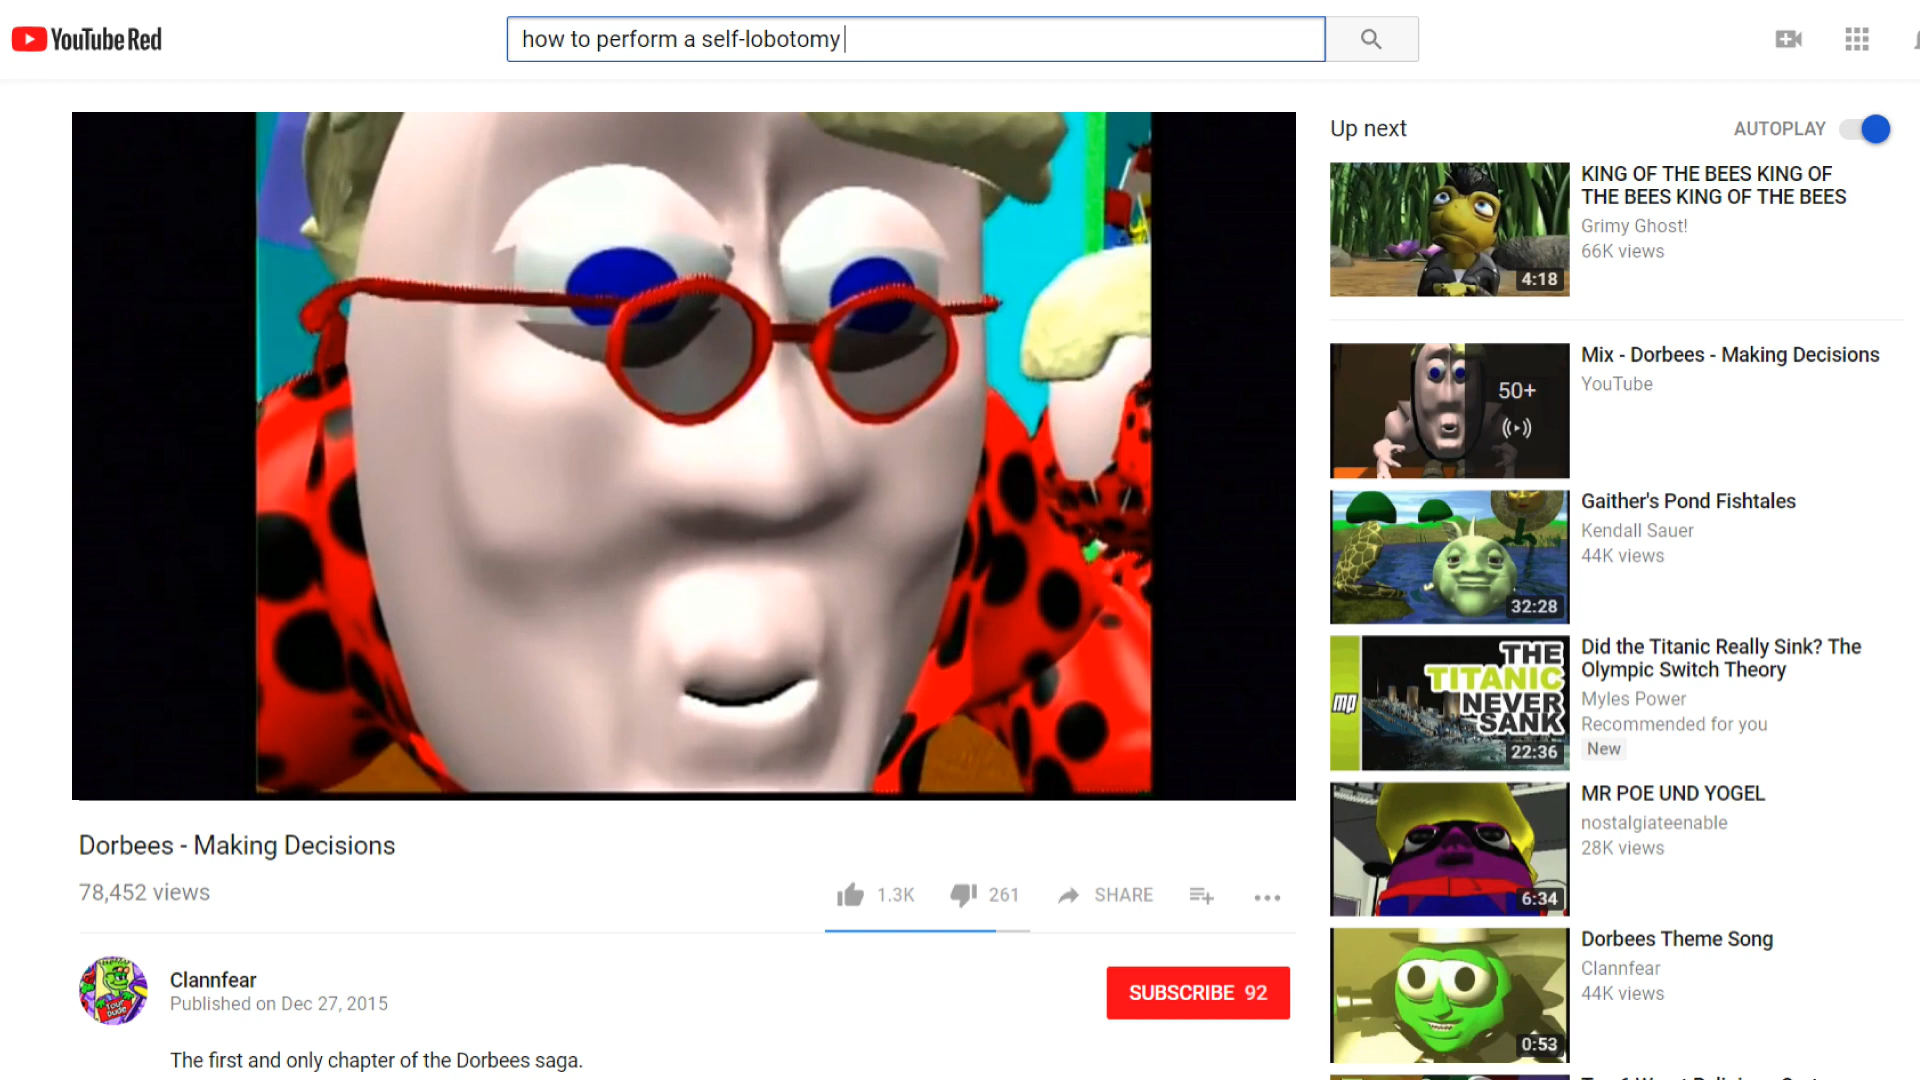 YouTube Red
how to perform a self-lobotomy
Up next
AUTOPLAY
KING OF THE BEES KING OF
THE BEES KING OF THE BEES
Grimy Ghost!
66K views
4:18
Mix - Dorbees - Making Decisions
YouTube
50+
Gaither's Pond Fishtales
Kendall Sauer
44K views
32:28
Did the Titanic Really Sink? The
Olympic Switch Theory
Myles Power
Recommended for you
New
THE
TITANIC
NEVER
SANK
mp
22:36
MR POE UND YOGEL
nostalgiateenable
28K views
6:34
Dorbees Theme Song
Clannfear
44K views
0:53
Dorbees - Making Decisions
78,452 views
1.3K
261
SHARE
Clannfear
Published on Dec 27, 2015
SUBSCRIBE 92
The first and only chapter of the Dorbees saga.